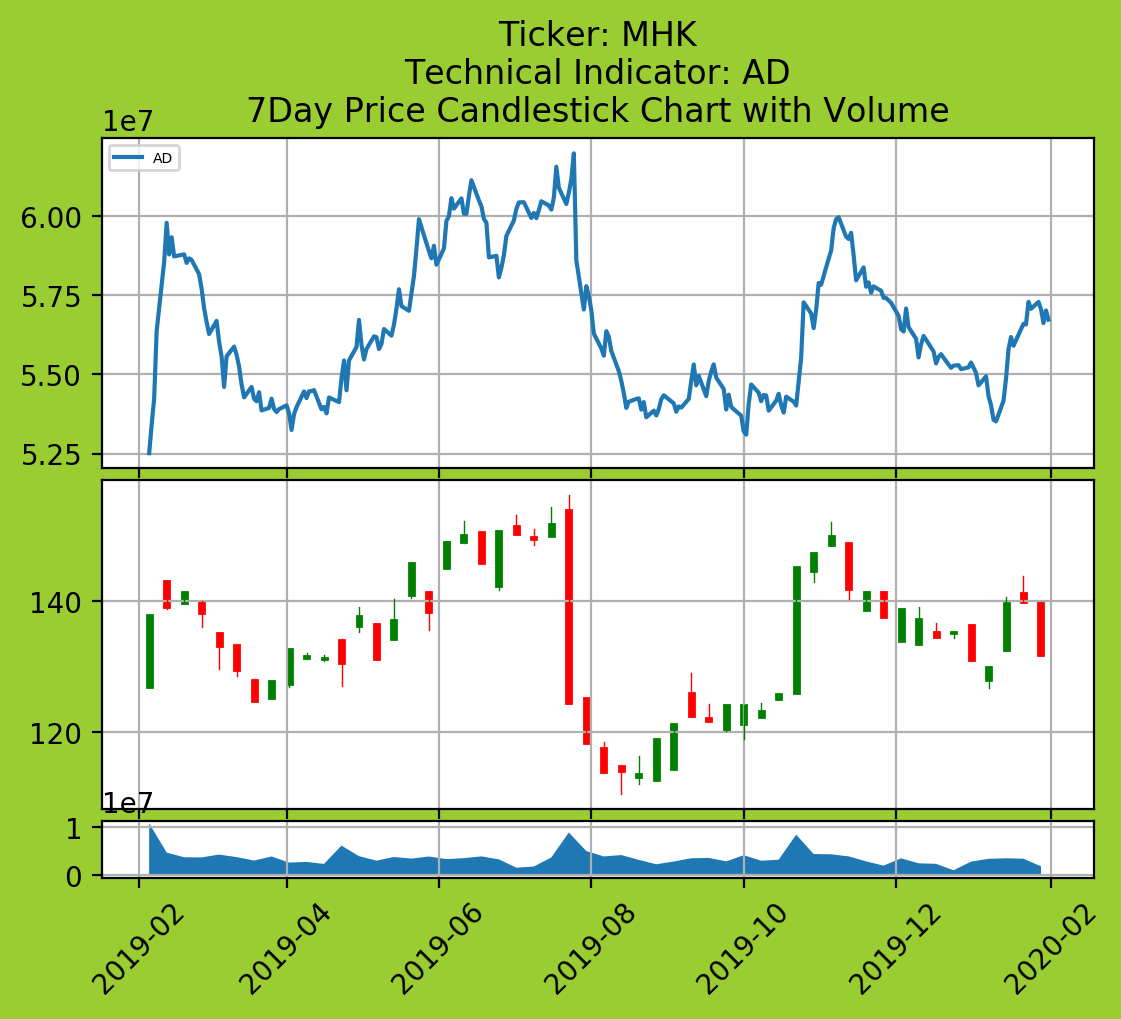 Ticker: MHK
Technical Indicator: AD
7Day Price Candlestick Chart with Volume
1e7
AD
6.00
5.75
5.50
5.25
140
120
1e7
1
0
2019-02
2019-04
2019-06
2019-08
2019-10
2019-12
2020-02